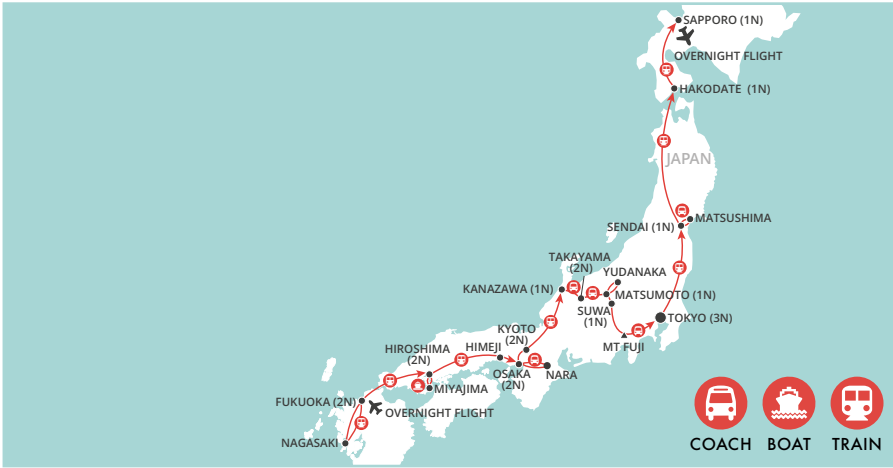 SAPPORO (1N)
OVERNIGHT FLIGHT
HAKODATE (1N)
JAPAN
MATSUSHIMA
SENDAI (1N)
TAKAYAMA
(2N)
YUDANAKA
KANAZAWA (1N)
MATSUMOTO (1N)
SUWA
(1N)
TOKYO (3N)
KYOTO
(2N)
MT FUJI
HIROSHIMA
(2N)
HIMEJI
OSAKA
(2N)
NARA
MIYAJIMA
FUKUOKA (2N)
OVERNIGHT FLIGHT
NAGASAKI
COACH
BOAT
TRAIN